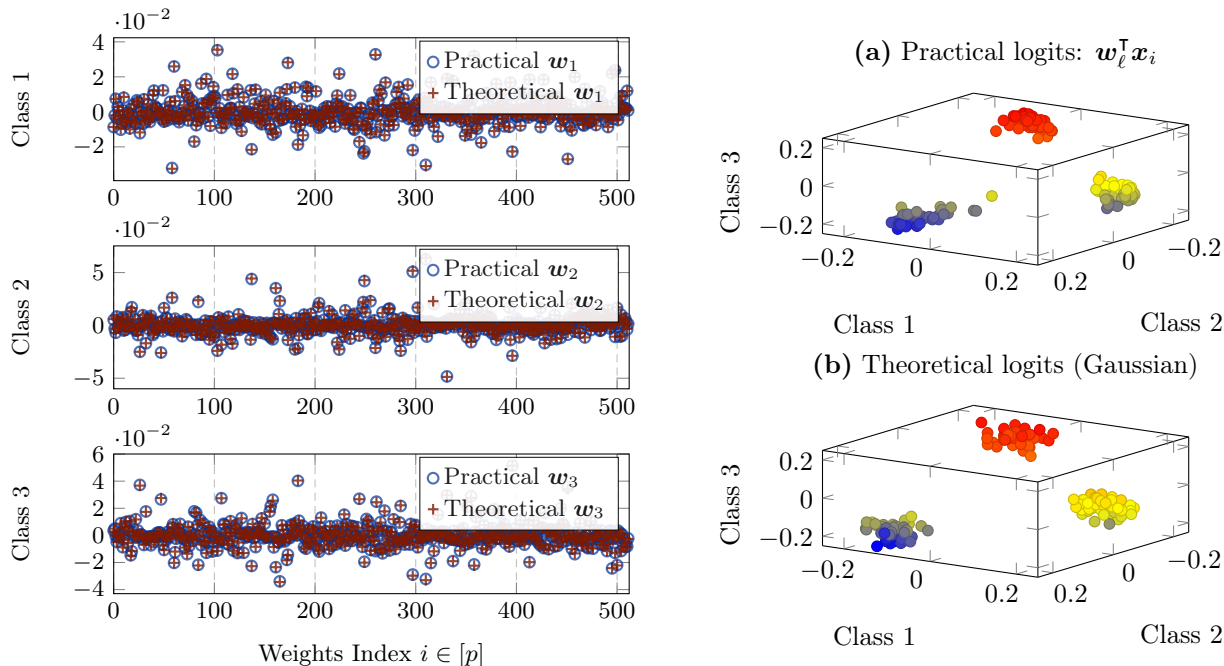 ·10⁻²
4
2
0
−2
Class 1
Practical w₁
Theoretical w₁
0 100 200 300 400 500
·10⁻²
5
0
−5
Class 2
Practical w₂
Theoretical w₂
0 100 200 300 400 500
·10⁻²
6
4
2
0
−2
−4
Class 3
Practical w₃
Theoretical w₃
0 100 200 300 400 500
Weights Index i ∈ [p]
(a) Practical logits: wℓ⊺xᵢ
0.2
0
−0.2
Class 3
−0.2 0 0.2
0.2 0 −0.2
Class 1 Class 2
(b) Theoretical logits (Gaussian)
0.2
0
−0.2
Class 3
−0.2 0 0.2
0.2 0 −0.2
Class 1 Class 2